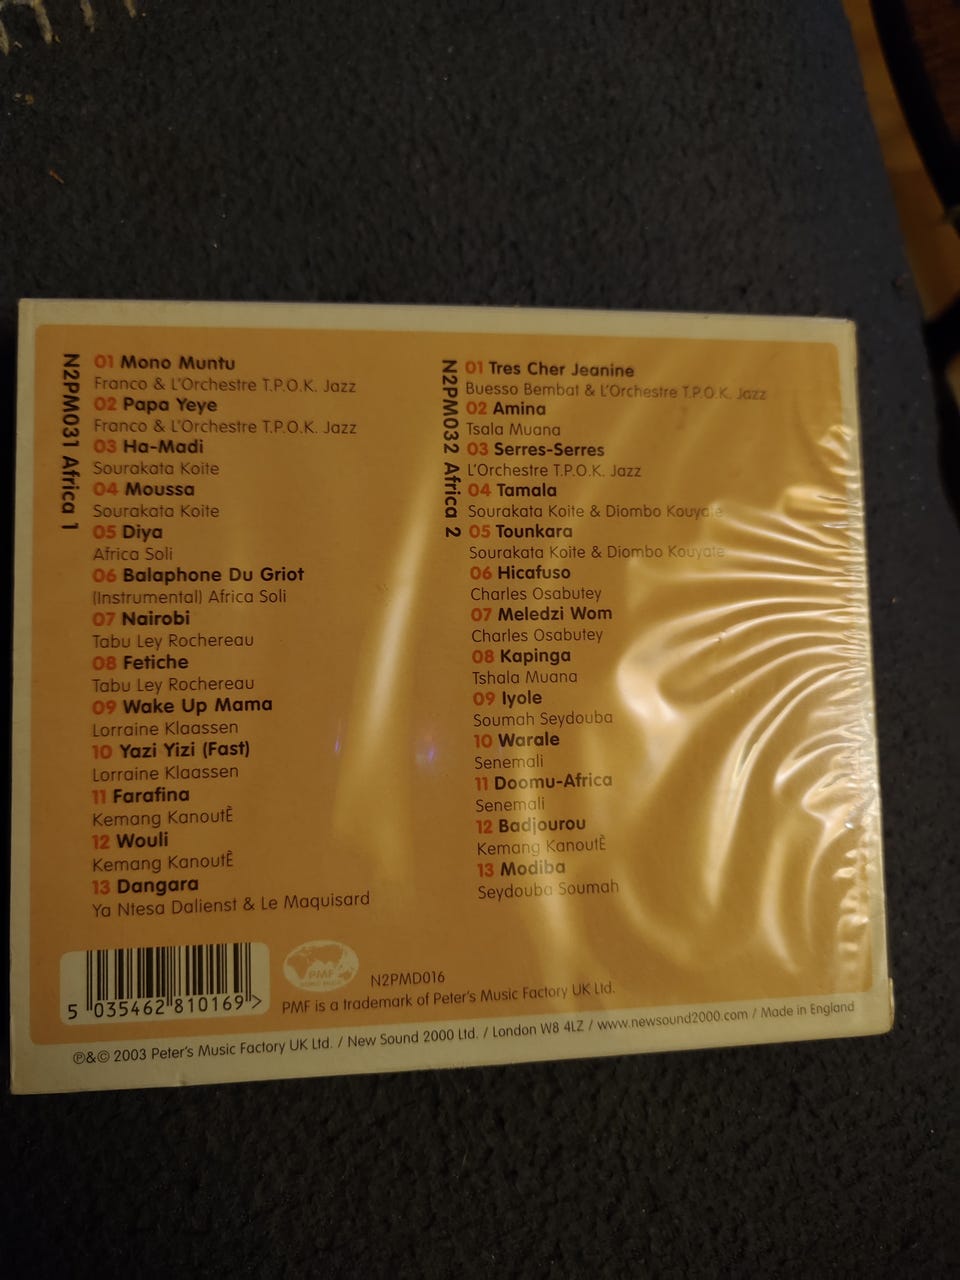 N2PM031 Africa 1
01 Mono Muntu
Franco & L'Orchestre T.P.O.K. Jazz
02 Papa Yeye
Franco & L'Orchestre T.P.O.K. Jazz
03 Ha-Madi
Sourakata Koite
04 Moussa
Sourakata Koite
05 Diya
Africa Soli
06 Balaphone Du Griot
(Instrumental) Africa Soli
07 Nairobi
Tabu Ley Rochereau
08 Fetiche
Tabu Ley Rochereau
09 Wake Up Mama
Lorraine Klaassen
10 Yazi Yizi (Fast)
Lorraine Klaassen
11 Farafina
Kemang KanoutÊ
12 Wouli
Kemang KanoutÊ
13 Dangara
Ya Ntesa Dalienst & Le Maquisard
N2PM032 Africa 2
01 Tres Cher Jeanine
Buesso Bembat & L'Orchestre T.P.O.K. Jazz
02 Amina
Tsala Muana
03 Serres-Serres
L'Orchestre T.P.O.K. Jazz
04 Tamala
Sourakata Koite & Diombo Kouyate
05 Tounkara
Sourakata Koite & Diombo Kouyate
06 Hicafuso
Charles Osabutey
07 Meledzi Wom
Charles Osabutey
08 Kapinga
Tshala Muana
09 Iyole
Soumah Seydouba
10 Warale
Senemali
11 Doomu-Africa
Senemali
12 Badjourou
Kemang KanoutÊ
13 Modiba
Seydouba Soumah
5 035462 810169 >
PMF
N2PMD016
PMF is a trademark of Peter's Music Factory UK Ltd.
℗&© 2003 Peter's Music Factory UK Ltd. / New Sound 2000 Ltd. / London W8 4LZ / www.newsound2000.com / Made in England